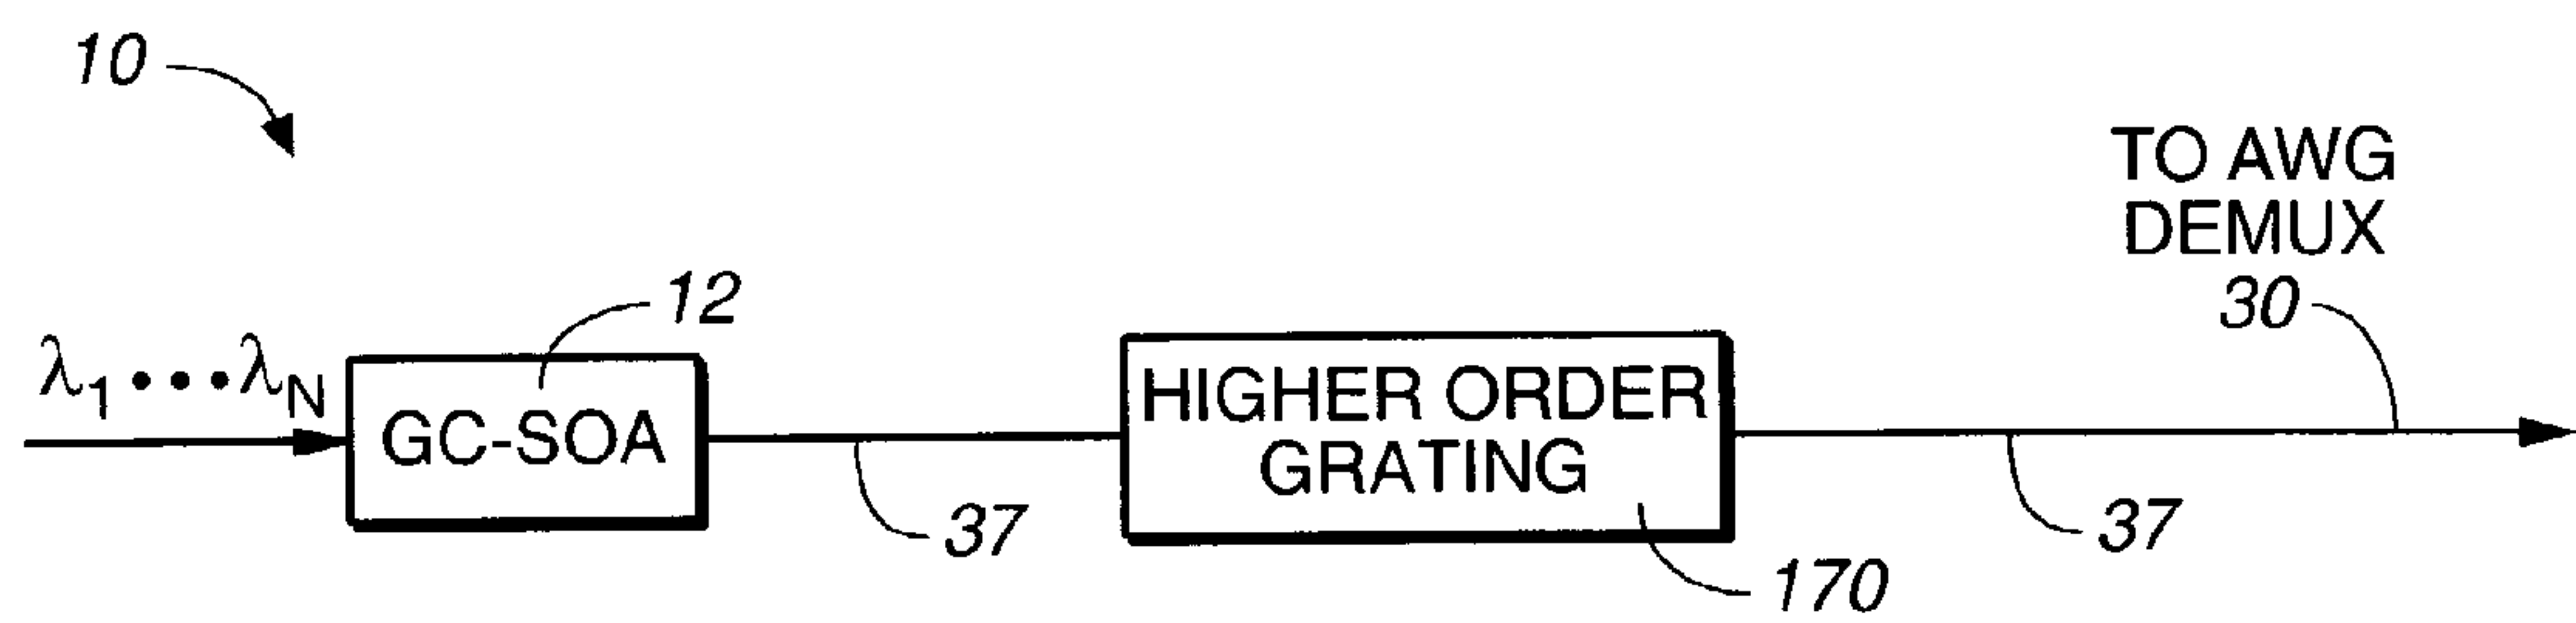 10
TO AWG
DEMUX
30
12
λ1•••λN
GC-SOA
HIGHER ORDER
GRATING
37
37
170